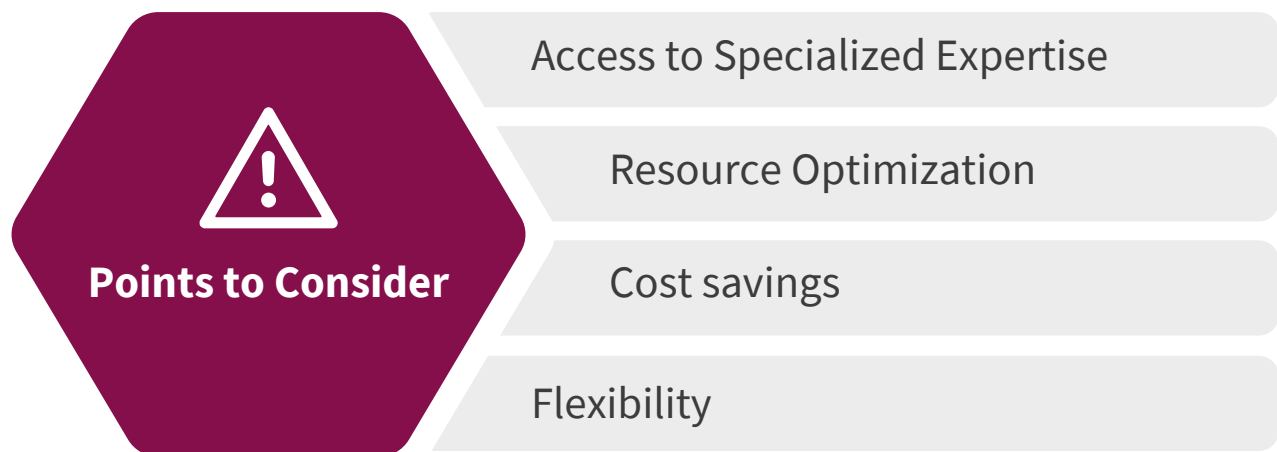 Points to Consider
Access to Specialized Expertise
Resource Optimization
Cost savings
Flexibility